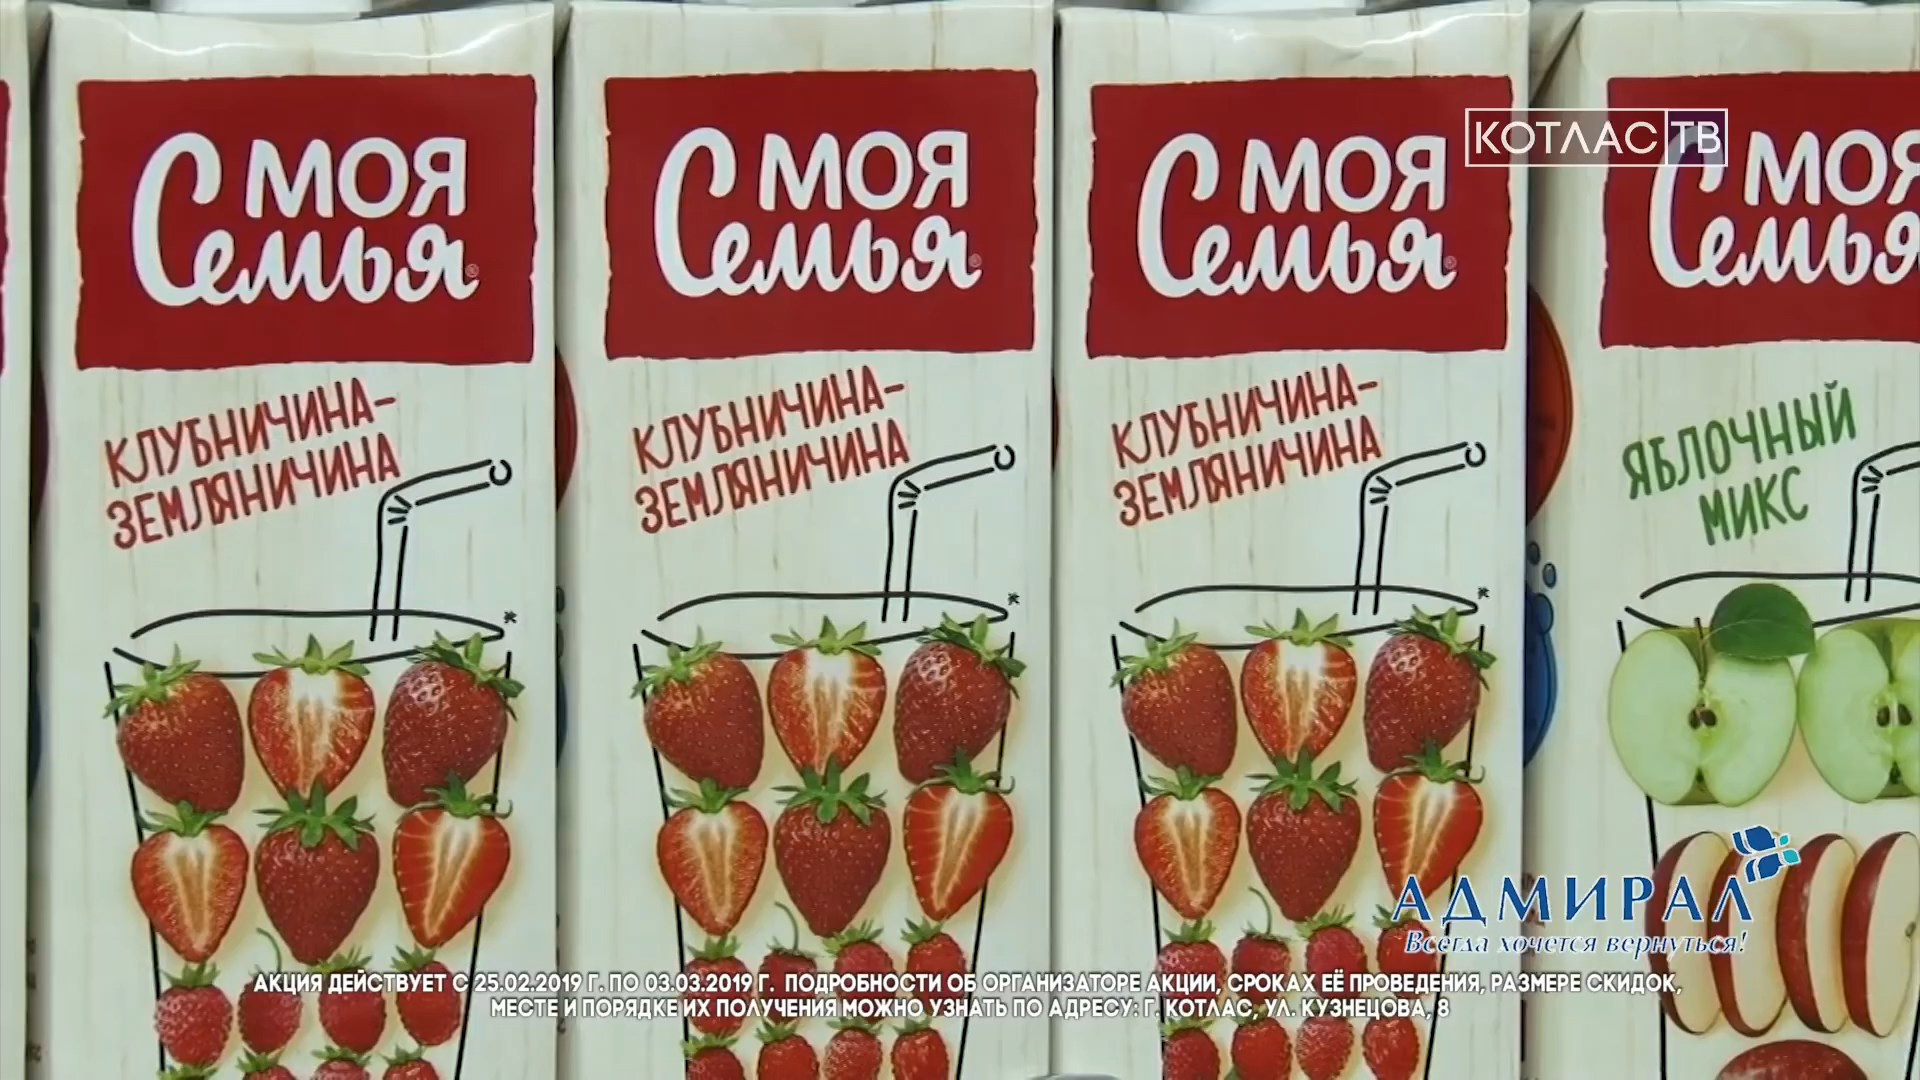 МОЯ
Семья
КЛУБНИЧИНА-
ЗЕМЛЯНИЧИНА
МОЯ
Семья
КЛУБНИЧИНА-
ЗЕМЛЯНИЧИНА
МОЯ
Семья
КЛУБНИЧИНА-
ЗЕМЛЯНИЧИНА
КОТЛАС ТВ
МОЯ
Семья
ЯБЛОЧНЫЙ
МИКС
АДМИРАЛ
Всегда хочется вернуться!
АКЦИЯ ДЕЙСТВУЕТ С 25.02.2019 Г. ПО 03.03.2019 Г. ПОДРОБНОСТИ ОБ ОРГАНИЗАТОРЕ АКЦИИ, СРОКАХ ЕЁ ПРОВЕДЕНИЯ, РАЗМЕРЕ СКИДОК,
МЕСТЕ И ПОРЯДКЕ ИХ ПОЛУЧЕНИЯ МОЖНО УЗНАТЬ ПО АДРЕСУ: Г. КОТЛАС, УЛ. КУЗНЕЦОВА, 8